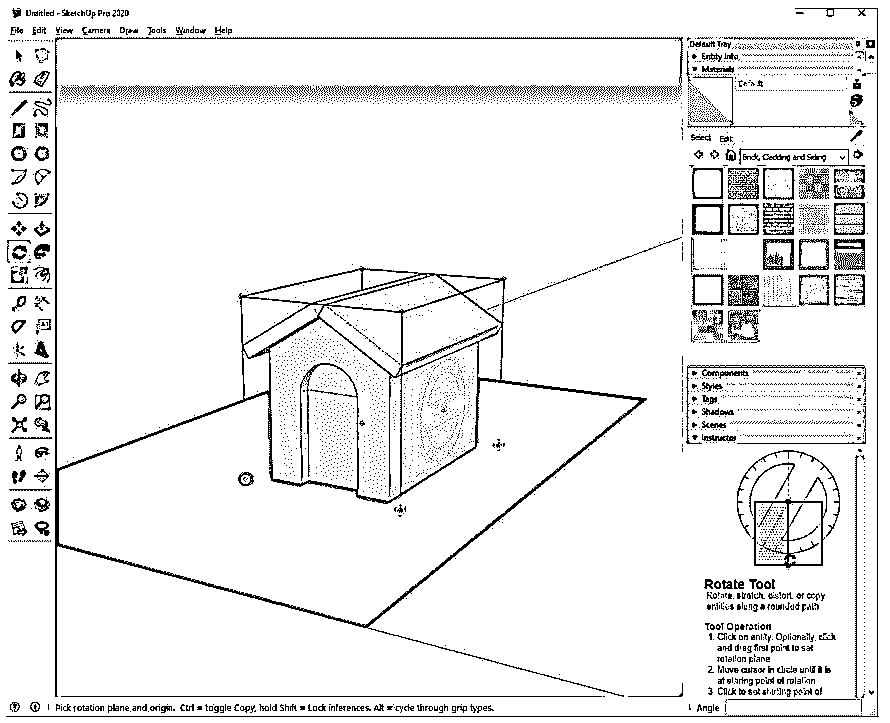 Untitled - SketchUp Pro 2020
File Edit View Camera Draw Tools Window Help
Default Tray
Entity Info
Materials
Select Edit
Brick, Cladding and Siding
Components
Styles
Tags
Shadows
Scenes
Instructor
Rotate Tool
Rotate, stretch, distort, or copy
entities along a rounded path
Tool Operation
1. Click on entity. Optionally, click
and drag first point to set
rotation plane
2. Move cursor in circle until it is
at starting point of rotation
3. Click to set starting point of
Pick rotation plane and origin. Ctrl = toggle Copy, hold Shift = Lock inferences. Alt = cycle through grip types.
Angle